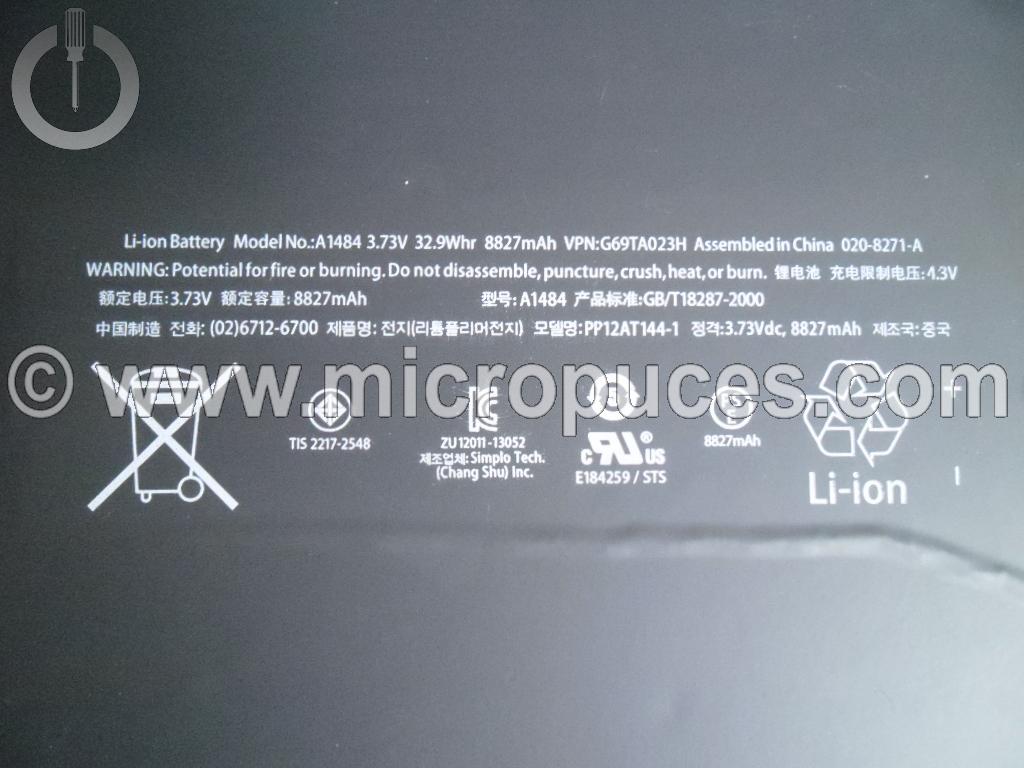 Li-ion Battery Model No.:A1484 3.73V 32.9Whr 8827mAh VPN:G69TA023H Assembled in China 020-8271-A
WARNING: Potential for fire or burning. Do not disassemble, puncture, crush, heat, or burn. 锂电池 充电限制电压:4.3V
额定电压:3.73V 额定容量:8827mAh 型号:A1484 产品标准:GB/T18287-2000
中国制造 전화: (02)6712-6700 제품명: 전지(리튬폴리머전지) 모델명:PP12AT144-1 정격:3.73Vdc, 8827mAh 제조국:중국
© www.micropuces.com
TIS 2217-2548
ZU12011-13052
제조업체: Simplo Tech.
(Chang Shu) Inc.
c RU ® US
E184259 / STS
8827mAh
Li-ion
+